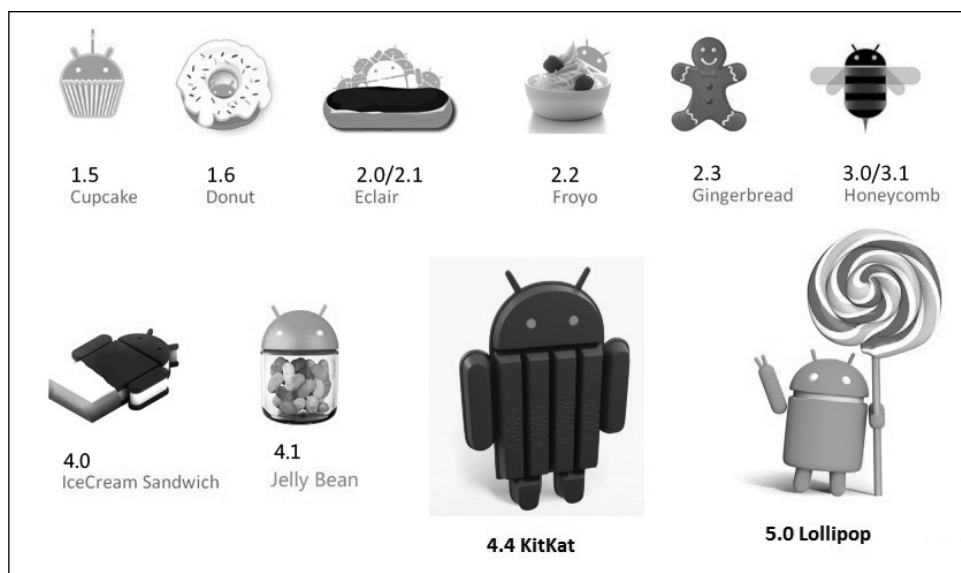 1.5
Cupcake
1.6
Donut
2.0/2.1
Eclair
2.2
Froyo
2.3
Gingerbread
3.0/3.1
Honeycomb
4.0
IceCream Sandwich
4.1
Jelly Bean
4.4 KitKat
5.0 Lollipop